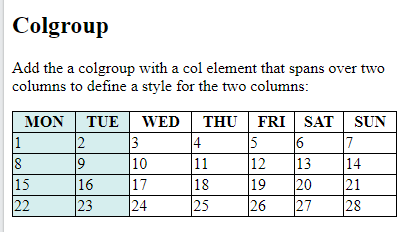 Colgroup
Add the a colgroup with a col element that spans over two
columns to define a style for the two columns:
MON TUE WED THU FRI SAT SUN
1 2 3 4 5 6 7
8 9 10 11 12 13 14
15 16 17 18 19 20 21
22 23 24 25 26 27 28